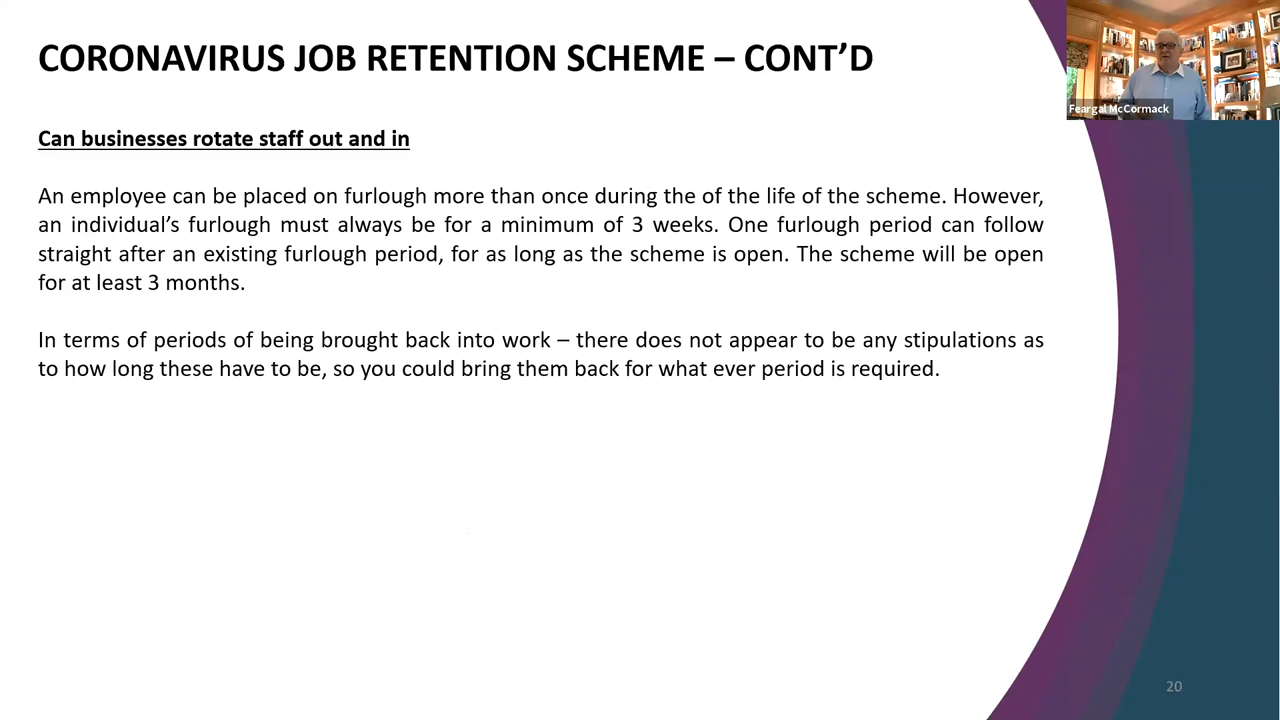 CORONAVIRUS JOB RETENTION SCHEME – CONT’D
Feargal McCormack
Can businesses rotate staff out and in
An employee can be placed on furlough more than once during the of the life of the scheme. However,
an individual’s furlough must always be for a minimum of 3 weeks. One furlough period can follow
straight after an existing furlough period, for as long as the scheme is open. The scheme will be open
for at least 3 months.
In terms of periods of being brought back into work – there does not appear to be any stipulations as
to how long these have to be, so you could bring them back for what ever period is required.
20